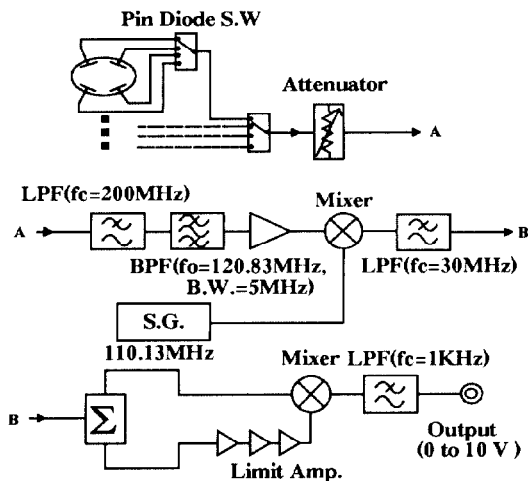 Pin Diode S.W
Attenuator
A
LPF(fc=200MHz)
Mixer
A
B
BPF(fo=120.83MHz,
B.W.=5MHz)
LPF(fc=30MHz)
S.G.
110.13MHz
Mixer LPF(fc=1KHz)
B
Σ
Output
(0 to 10 V)
Limit Amp.